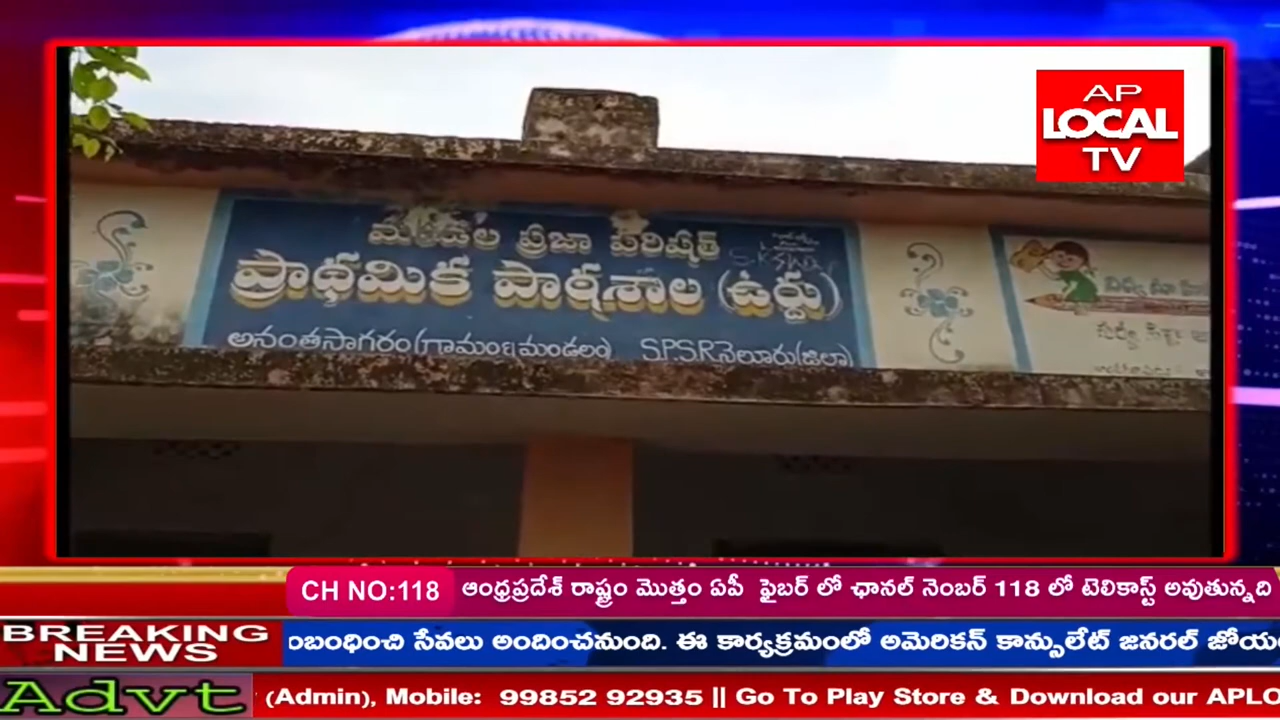 AP
LOCAL
TV
మండల ప్రజా పరిషత్
ప్రాథమిక పాఠశాల (ఉర్దు)
అనంతసాగరం(గ్రామం&మండలం) S.P.S.R.నెలూరు(జిల్లా)
CH NO:118 ఆంధ్రప్రదేశ్ రాష్ట్రం మొత్తం ఏపీ ఫైబర్ లో ఛానల్ నెంబర్ 118 లో టెలికాస్ట్ అవుతున్నది
BREAKING
NEWS
ంబంధించి సేవలు అందించనుంది. ఈ కార్యక్రమంలో అమెరికన్ కాన్సులేట్ జనరల్ జోయల్
Advt
(Admin), Mobile: 99852 92935 || Go To Play Store & Download our APLO